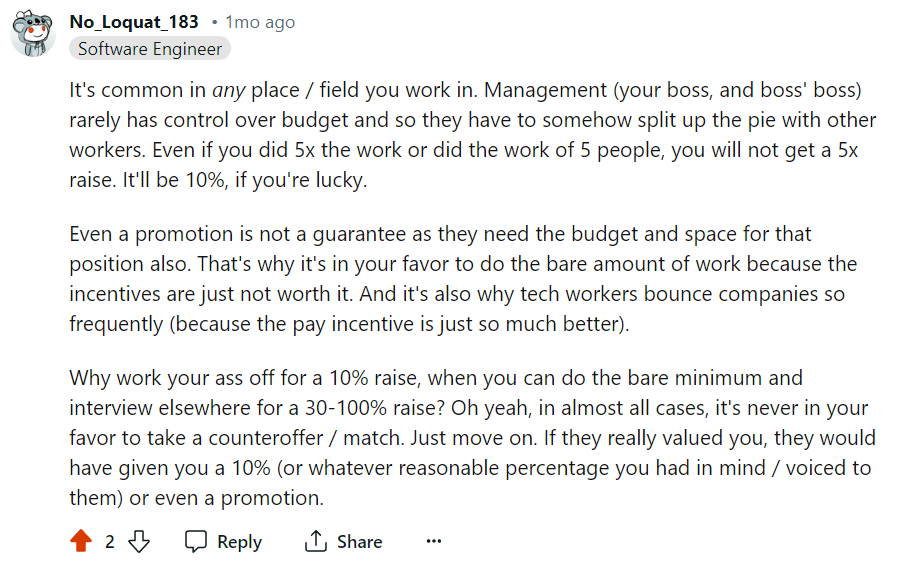 No_Loquat_183 • 1mo ago
Software Engineer
It's common in any place / field you work in. Management (your boss, and boss' boss)
rarely has control over budget and so they have to somehow split up the pie with other
workers. Even if you did 5x the work or did the work of 5 people, you will not get a 5x
raise. It'll be 10%, if you're lucky.
Even a promotion is not a guarantee as they need the budget and space for that
position also. That's why it's in your favor to do the bare amount of work because the
incentives are just not worth it. And it's also why tech workers bounce companies so
frequently (because the pay incentive is just so much better).
Why work your ass off for a 10% raise, when you can do the bare minimum and
interview elsewhere for a 30-100% raise? Oh yeah, in almost all cases, it's never in your
favor to take a counteroffer / match. Just move on. If they really valued you, they would
have given you a 10% (or whatever reasonable percentage you had in mind / voiced to
them) or even a promotion.
2 Reply Share ···